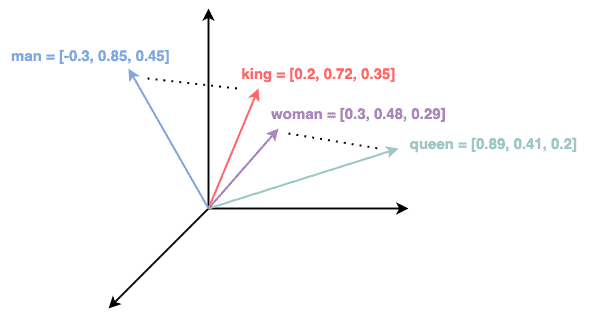 man = [-0.3, 0.85, 0.45]
king = [0.2, 0.72, 0.35]
woman = [0.3, 0.48, 0.29]
queen = [0.89, 0.41, 0.2]